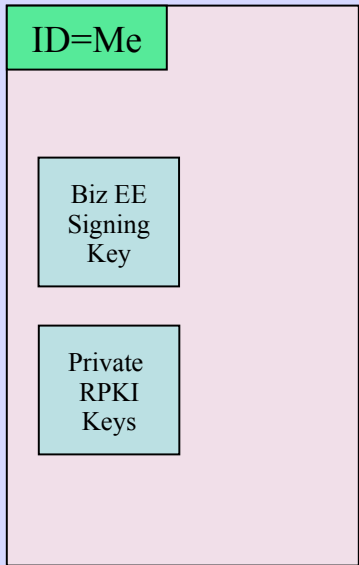 ID=Me
Biz EE
Signing
Key
Private
RPKI
Keys